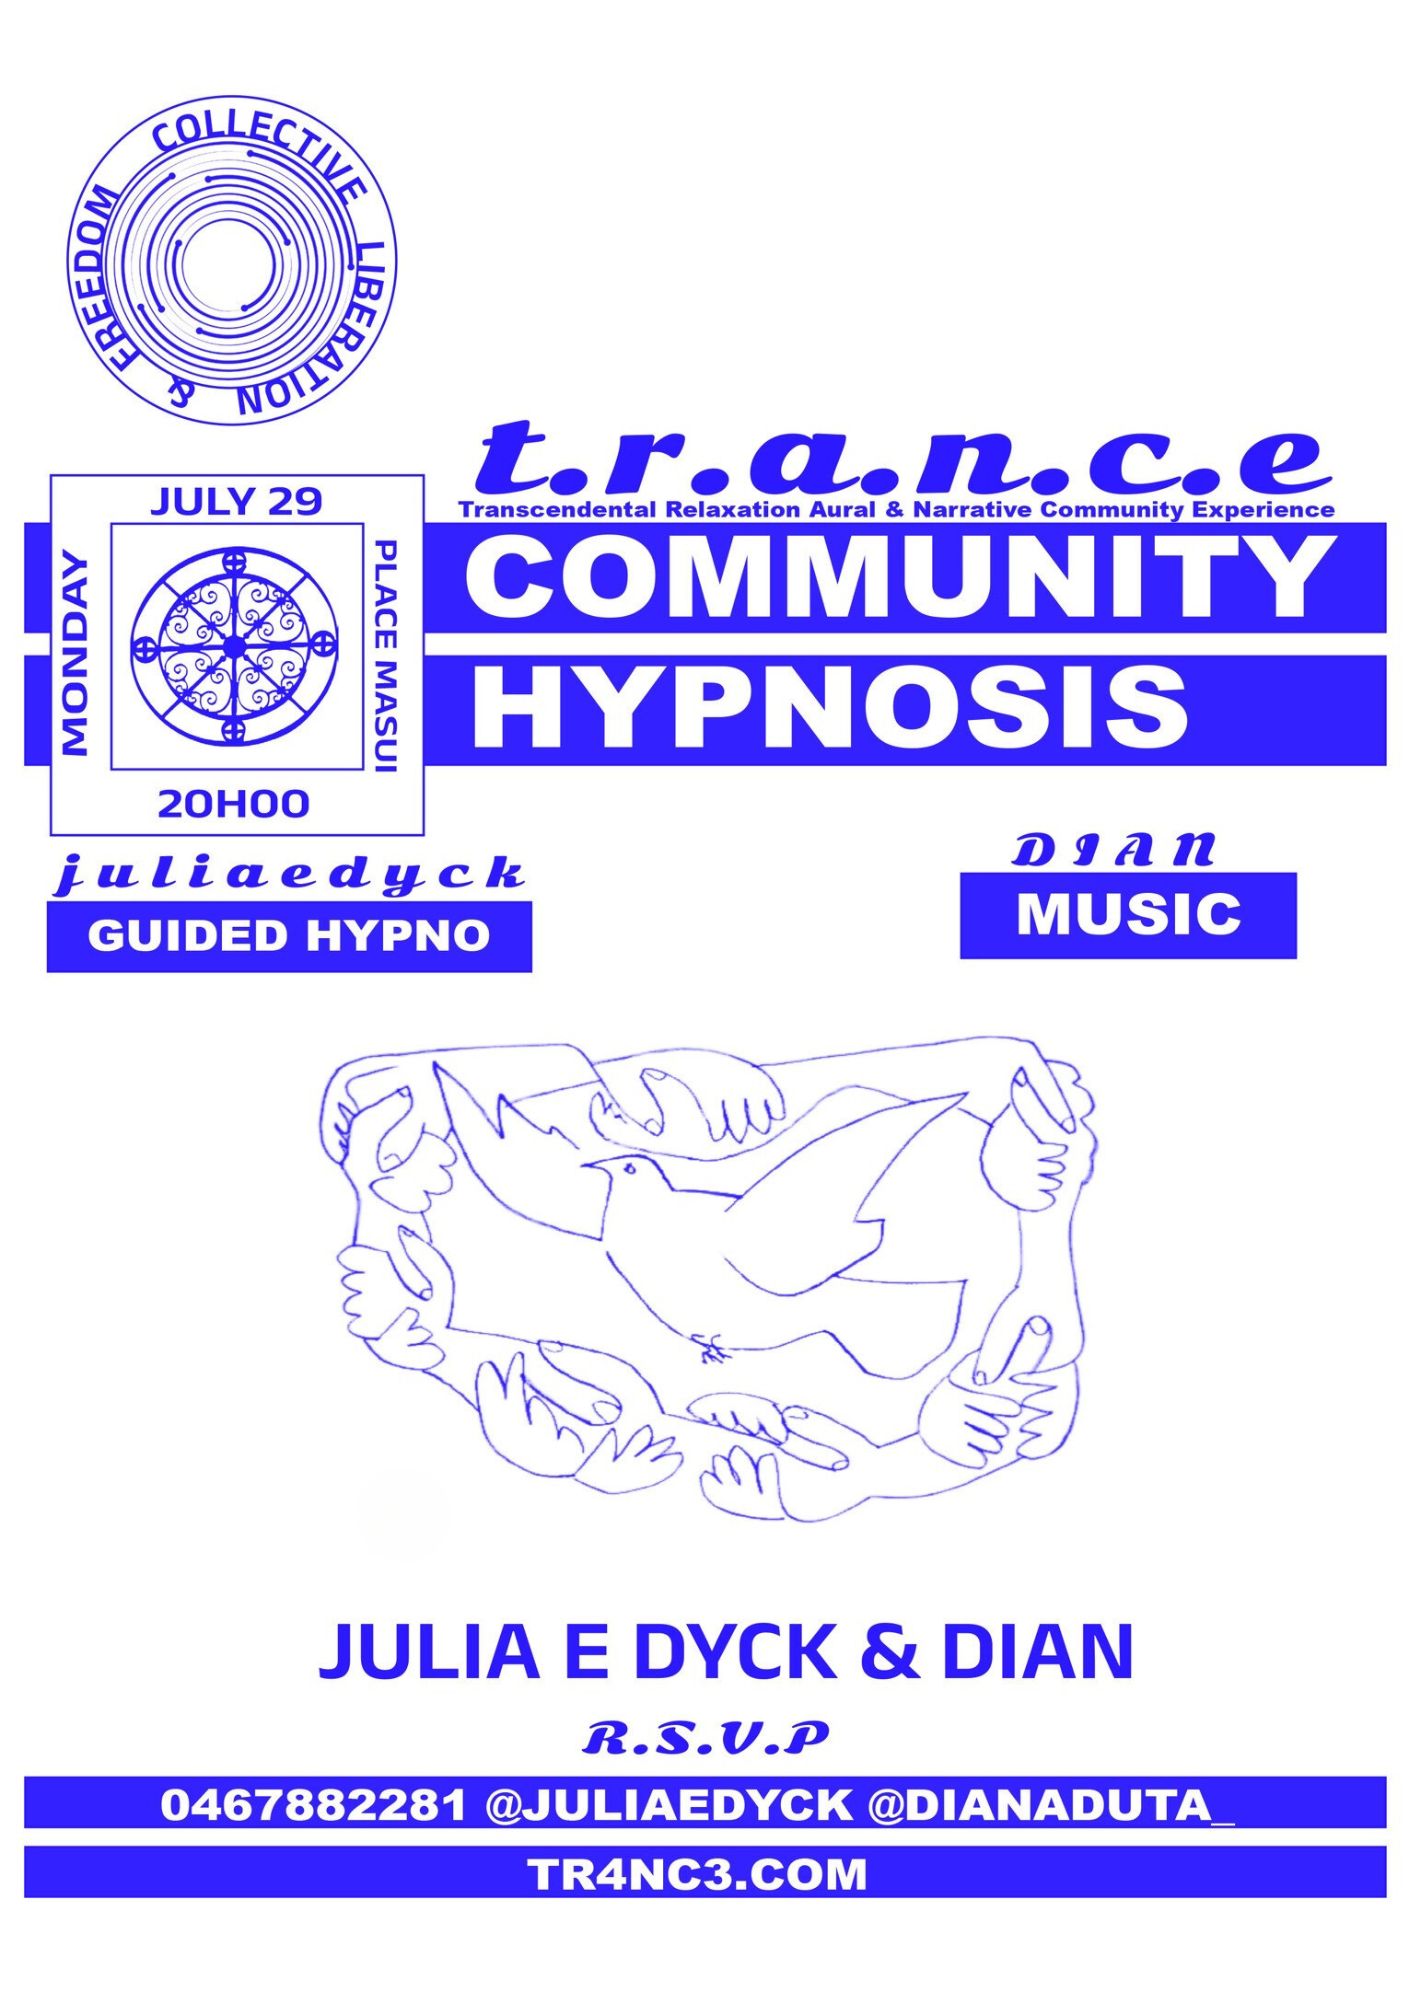 COLLECTIVE LIBERATION & FREEDOM
t.r.a.n.c.e
Transcendental Relaxation Aural & Narrative Community Experience
COMMUNITY
HYPNOSIS
JULY 29
MONDAY
PLACE MASUI
20H00
juliaedyck
GUIDED HYPNO
DIAN
MUSIC
JULIA E DYCK & DIAN
R.S.V.P
0467882281 @JULIAEDYCK @DIANADUTA_
TR4NC3.COM